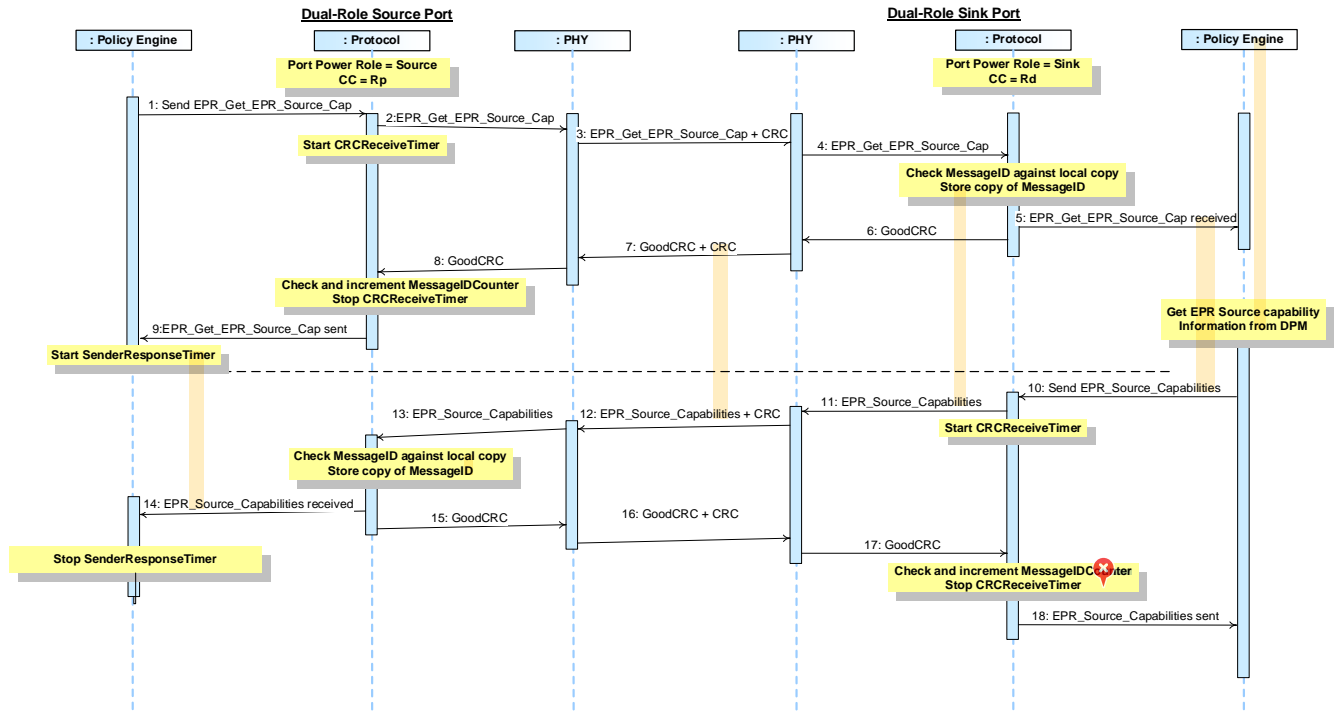 Dual-Role Source Port
Dual-Role Sink Port
: Policy Engine
: Protocol
: PHY
: PHY
: Protocol
: Policy Engine
Port Power Role = Source
CC = Rp
Port Power Role = Sink
CC = Rd
1: Send EPR_Get_EPR_Source_Cap
2:EPR_Get_EPR_Source_Cap
Start CRCReceiveTimer
3: EPR_Get_EPR_Source_Cap + CRC
4: EPR_Get_EPR_Source_Cap
Check MessageID against local copy
Store copy of MessageID
5: EPR_Get_EPR_Source_Cap received
6: GoodCRC
7: GoodCRC + CRC
8: GoodCRC
Check and increment MessageIDCounter
Stop CRCReceiveTimer
9:EPR_Get_EPR_Source_Cap sent
Start SenderResponseTimer
Get EPR Source capability
Information from DPM
10: Send EPR_Source_Capabilities
11: EPR_Source_Capabilities
Start CRCReceiveTimer
12: EPR_Source_Capabilities + CRC
13: EPR_Source_Capabilities
Check MessageID against local copy
Store copy of MessageID
14: EPR_Source_Capabilities received
15: GoodCRC
16: GoodCRC + CRC
17: GoodCRC
Stop SenderResponseTimer
Check and increment MessageIDCounter
Stop CRCReceiveTimer
18: EPR_Source_Capabilities sent